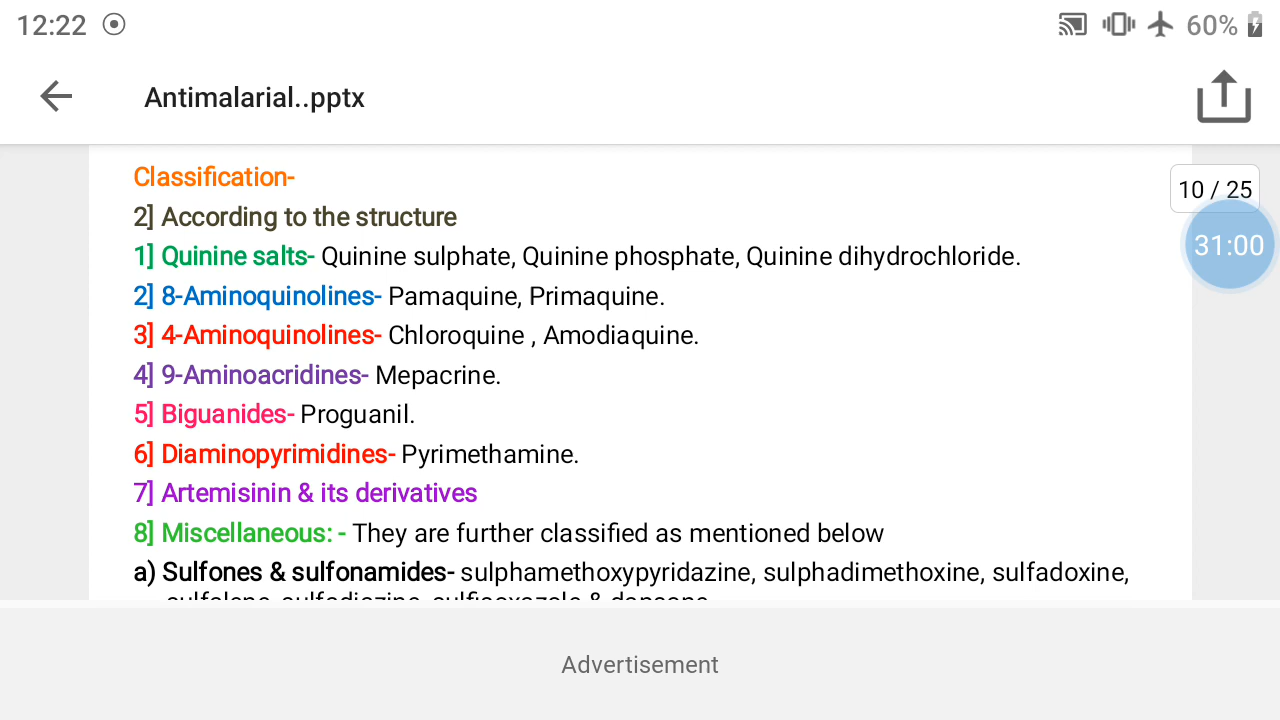 12:22
60%
Antimalarial..pptx
Classification-
10 / 25
2] According to the structure
31:00
1] Quinine salts- Quinine sulphate, Quinine phosphate, Quinine dihydrochloride.
2] 8-Aminoquinolines- Pamaquine, Primaquine.
3] 4-Aminoquinolines- Chloroquine , Amodiaquine.
4] 9-Aminoacridines- Mepacrine.
5] Biguanides- Proguanil.
6] Diaminopyrimidines- Pyrimethamine.
7] Artemisinin & its derivatives
8] Miscellaneous: - They are further classified as mentioned below
a) Sulfones & sulfonamides- sulphamethoxypyridazine, sulphadimethoxine, sulfadoxine,
Advertisement